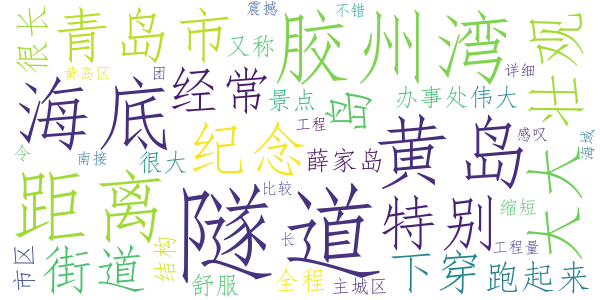 很长
青岛市
又称
震撼
不错
胶州湾
壮观
黄岛区
团
经常
景点
岛
办事处
伟大
详细
海底
纪念
工程
黄岛
感叹
海域
令
南接
很大
薛家岛
大大
距离
隧道
比较
特别
缩短
市区
街道
结构
舒服
全程
长
主城区
下穿
跑起来
工程量